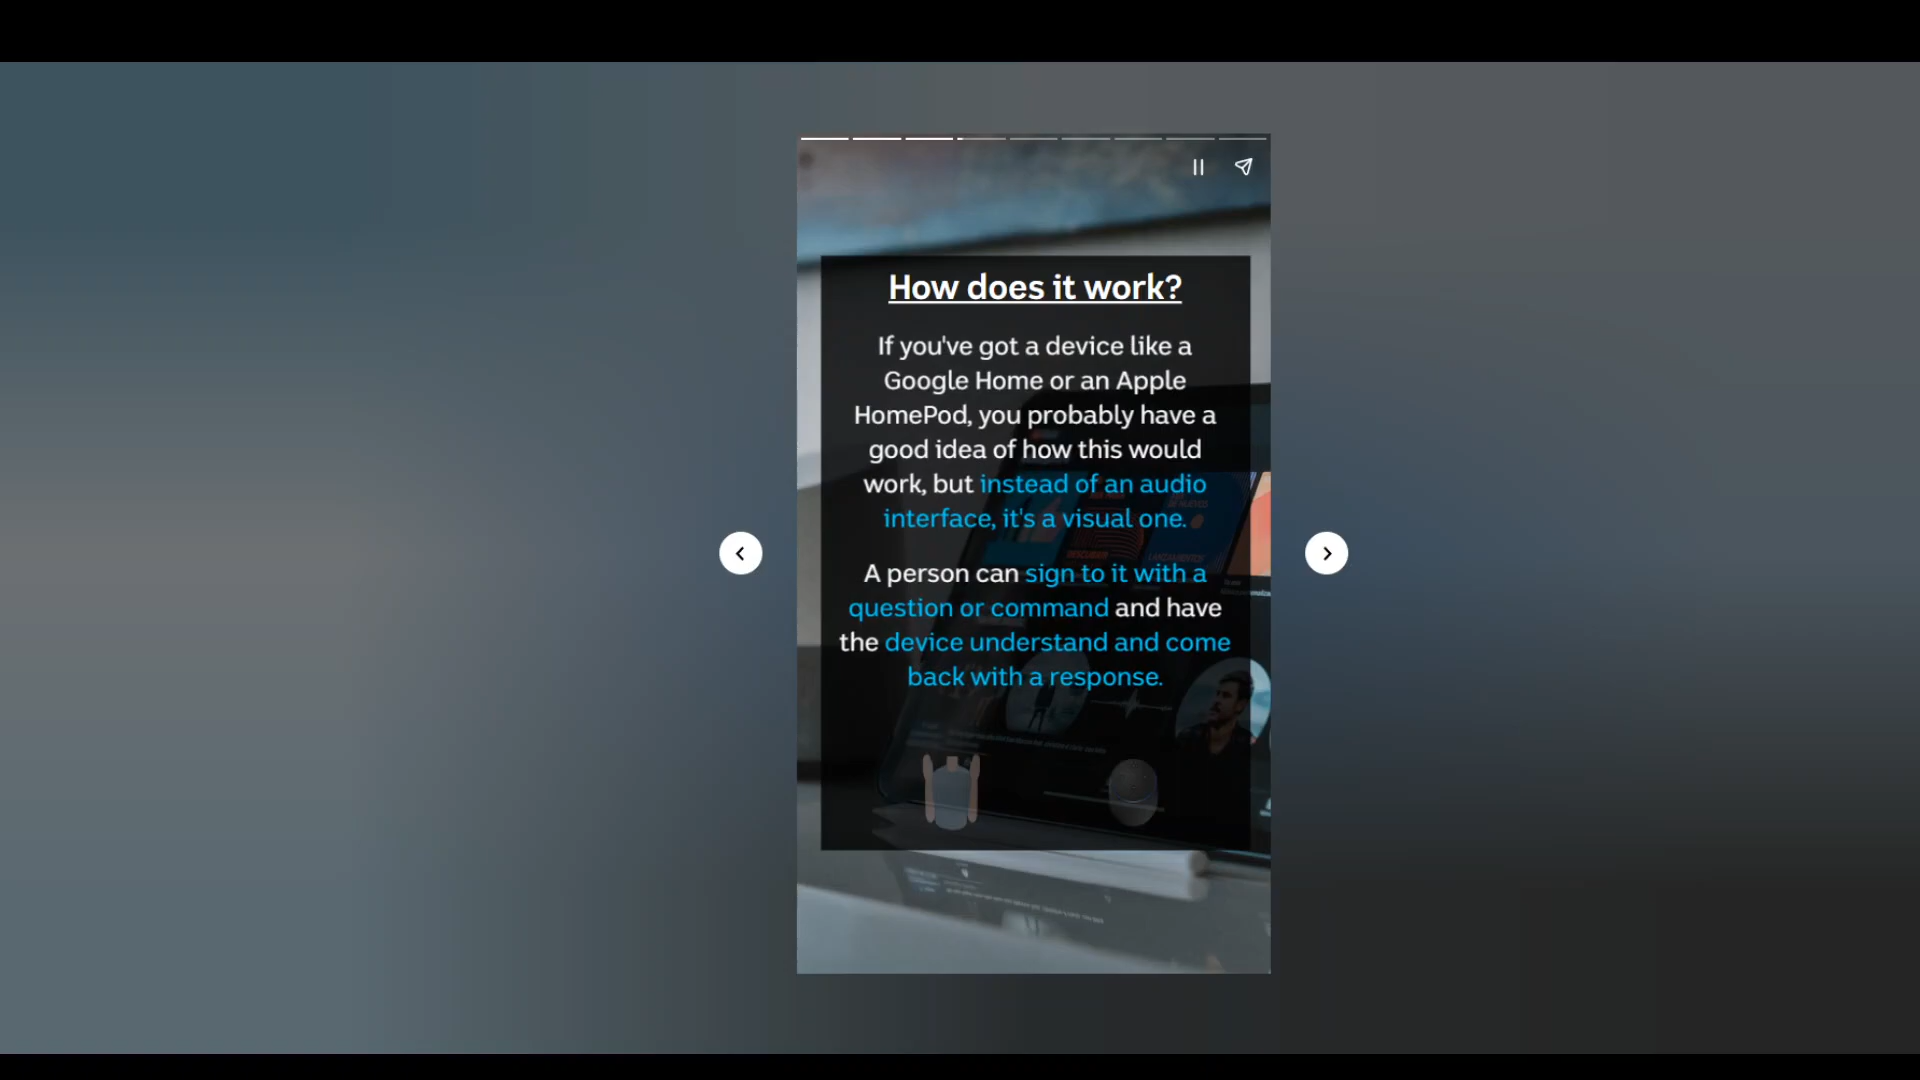 How does it work?
If you've got a device like a
Google Home or an Apple
HomePod, you probably have a
good idea of how this would
work, but instead of an audio
interface, it's a visual one.
A person can sign to it with a
question or command and have
the device understand and come
back with a response.